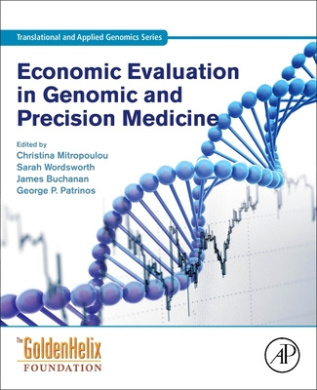 Translational and Applied Genomics Series
Economic Evaluation
in Genomic and
Precision Medicine
Edited by
Christina Mitropoulou
Sarah Wordsworth
James Buchanan
George P. Patrinos
The
GoldenHelix
FOUNDATION
AP